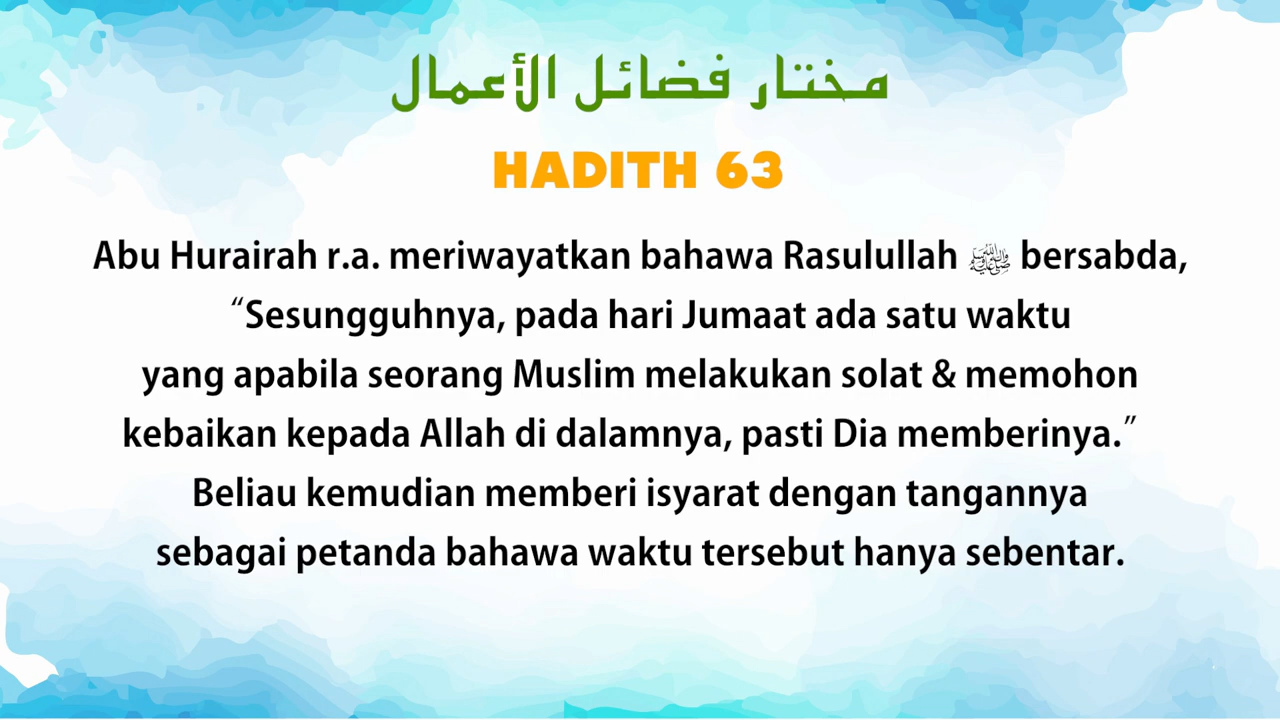 مختار فضائل الأعمال
HADITH 63
Abu Hurairah r.a. meriwayatkan bahawa Rasulullah ﷺ bersabda,
“Sesungguhnya, pada hari Jumaat ada satu waktu
yang apabila seorang Muslim melakukan solat & memohon
kebaikan kepada Allah di dalamnya, pasti Dia memberinya.”
Beliau kemudian memberi isyarat dengan tangannya
sebagai petanda bahawa waktu tersebut hanya sebentar.